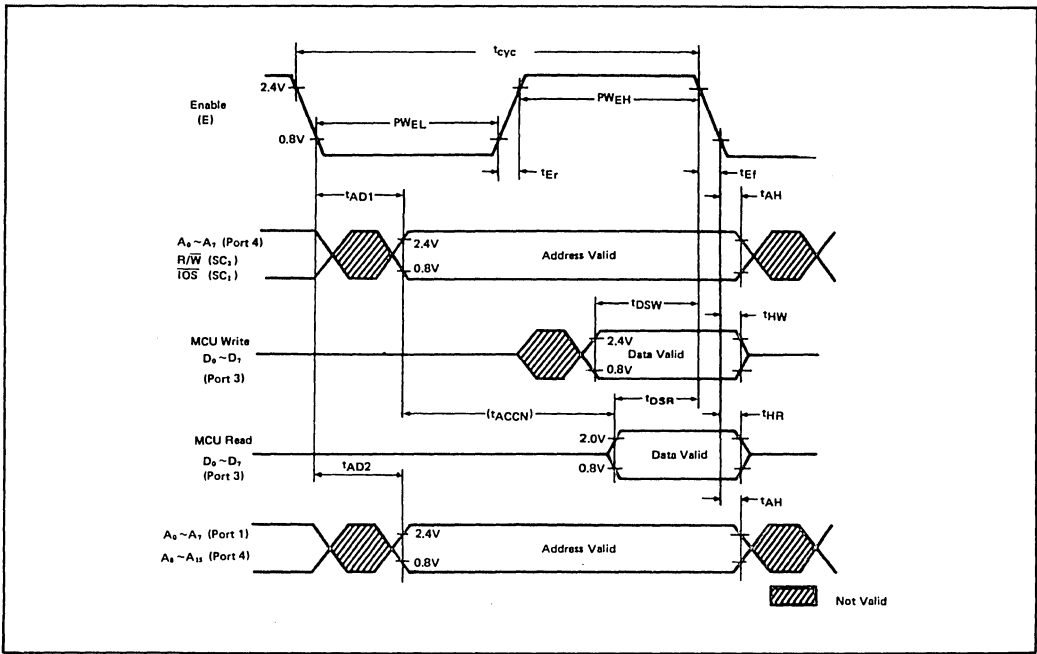 tcyc
2.4V
Enable
(E)
PWEH
PWEL
0.8V
tEr
tEf
tAD1
tAH
A0~A7 (Port 4)
2.4V
R/W̅ (SC2)
Address Valid
0.8V
I̅O̅S̅ (SC1)
tDSW
tHW
MCU Write
2.4V
D0~D7
Data Valid
(Port 3)
0.8V
(tACCN)
tDSR
tHR
MCU Read
2.0V
D0~D7
Data Valid
(Port 3)
0.8V
tAD2
tAH
A0~A7 (Port 1)
2.4V
Address Valid
A8~A15 (Port 4)
0.8V
Not Valid